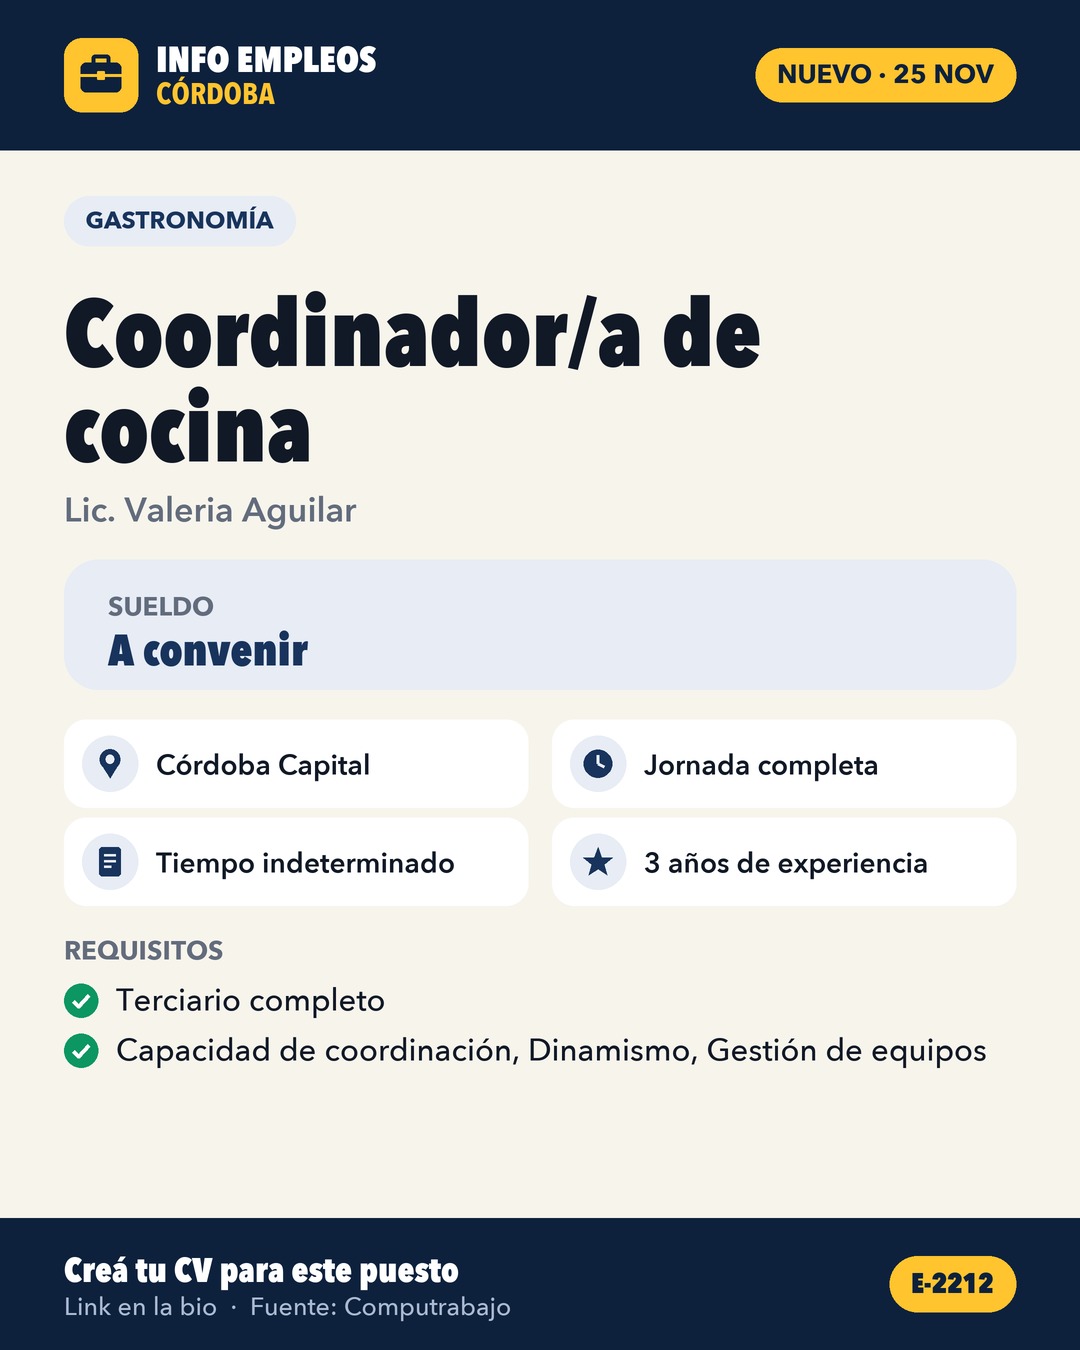 INFO EMPLEOS
CÓRDOBA
NUEVO · 25 NOV
GASTRONOMÍA
Coordinador/a de
cocina
Lic. Valeria Aguilar
SUELDO
A convenir
Córdoba Capital
Jornada completa
Tiempo indeterminado
3 años de experiencia
REQUISITOS
Terciario completo
Capacidad de coordinación, Dinamismo, Gestión de equipos
Creá tu CV para este puesto
Link en la bio · Fuente: Computrabajo
E-2212